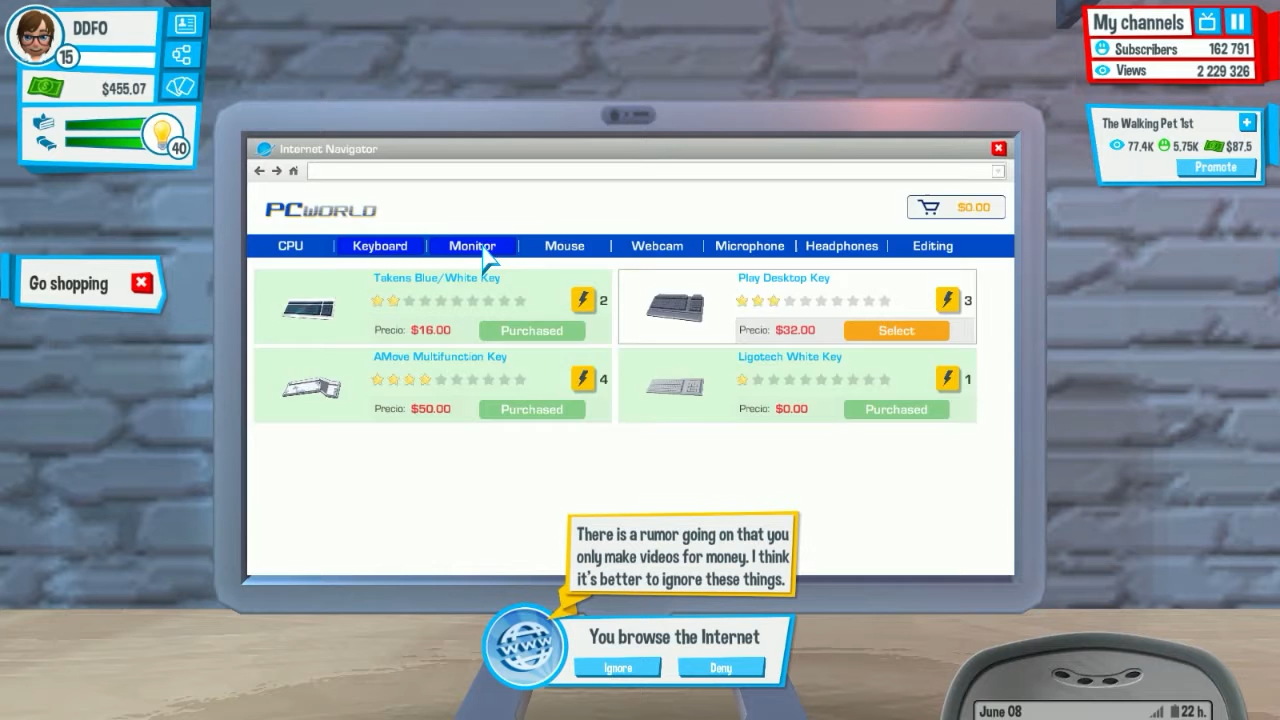 DDFO
15
$455.07
40
My channels
Subscribers 162 791
Views 2 229 326
The Walking Pet 1st
77.4K 5.75K $87.5
Promote
Go shopping
Internet Navigator
PCWORLD
$0.00
CPU Keyboard Monitor Mouse Webcam Microphone Headphones Editing
Takens Blue/White Key
2
Precio: $16.00 Purchased
Play Desktop Key
3
Precio: $32.00 Select
AMove Multifunction Key
4
Precio: $50.00 Purchased
Ligotech White Key
1
Precio: $0.00 Purchased
There is a rumor going on that you
only make videos for money. I think
it's better to ignore these things.
www
You browse the Internet
Ignore Deny
June 08 22 h.